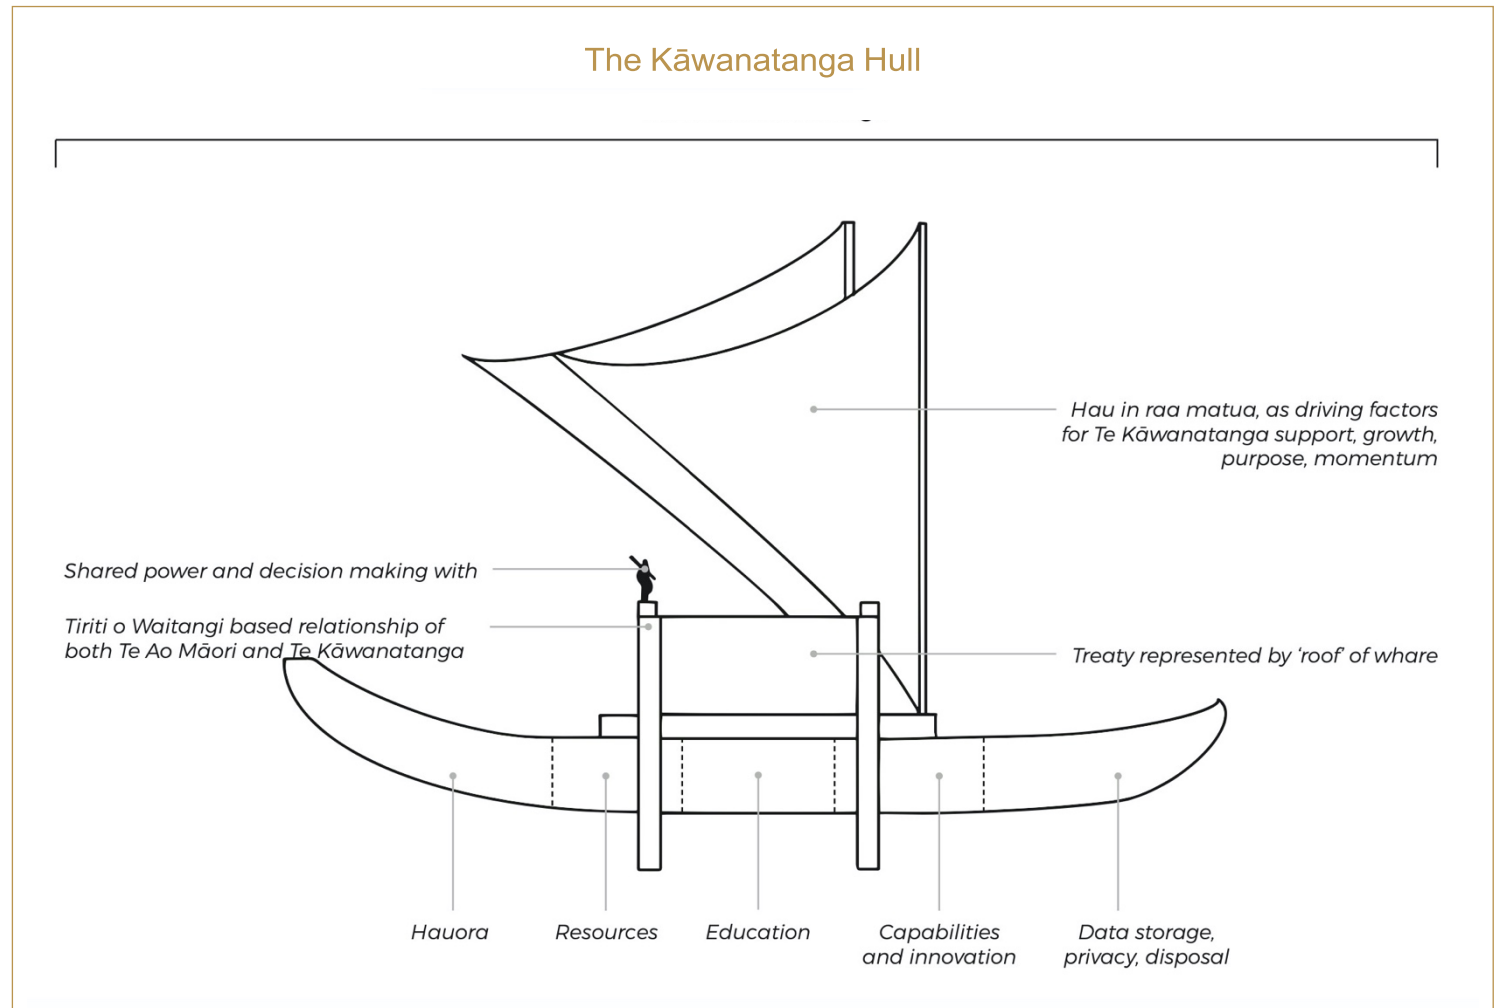 The Kāwanatanga Hull
Hau in raa matua, as driving factors
for Te Kāwanatanga support, growth,
purpose, momentum
Shared power and decision making with
Tiriti o Waitangi based relationship of
both Te Ao Māori and Te Kāwanatanga
Treaty represented by ‘roof’ of whare
Hauora
Resources
Education
Capabilities
and innovation
Data storage,
privacy, disposal